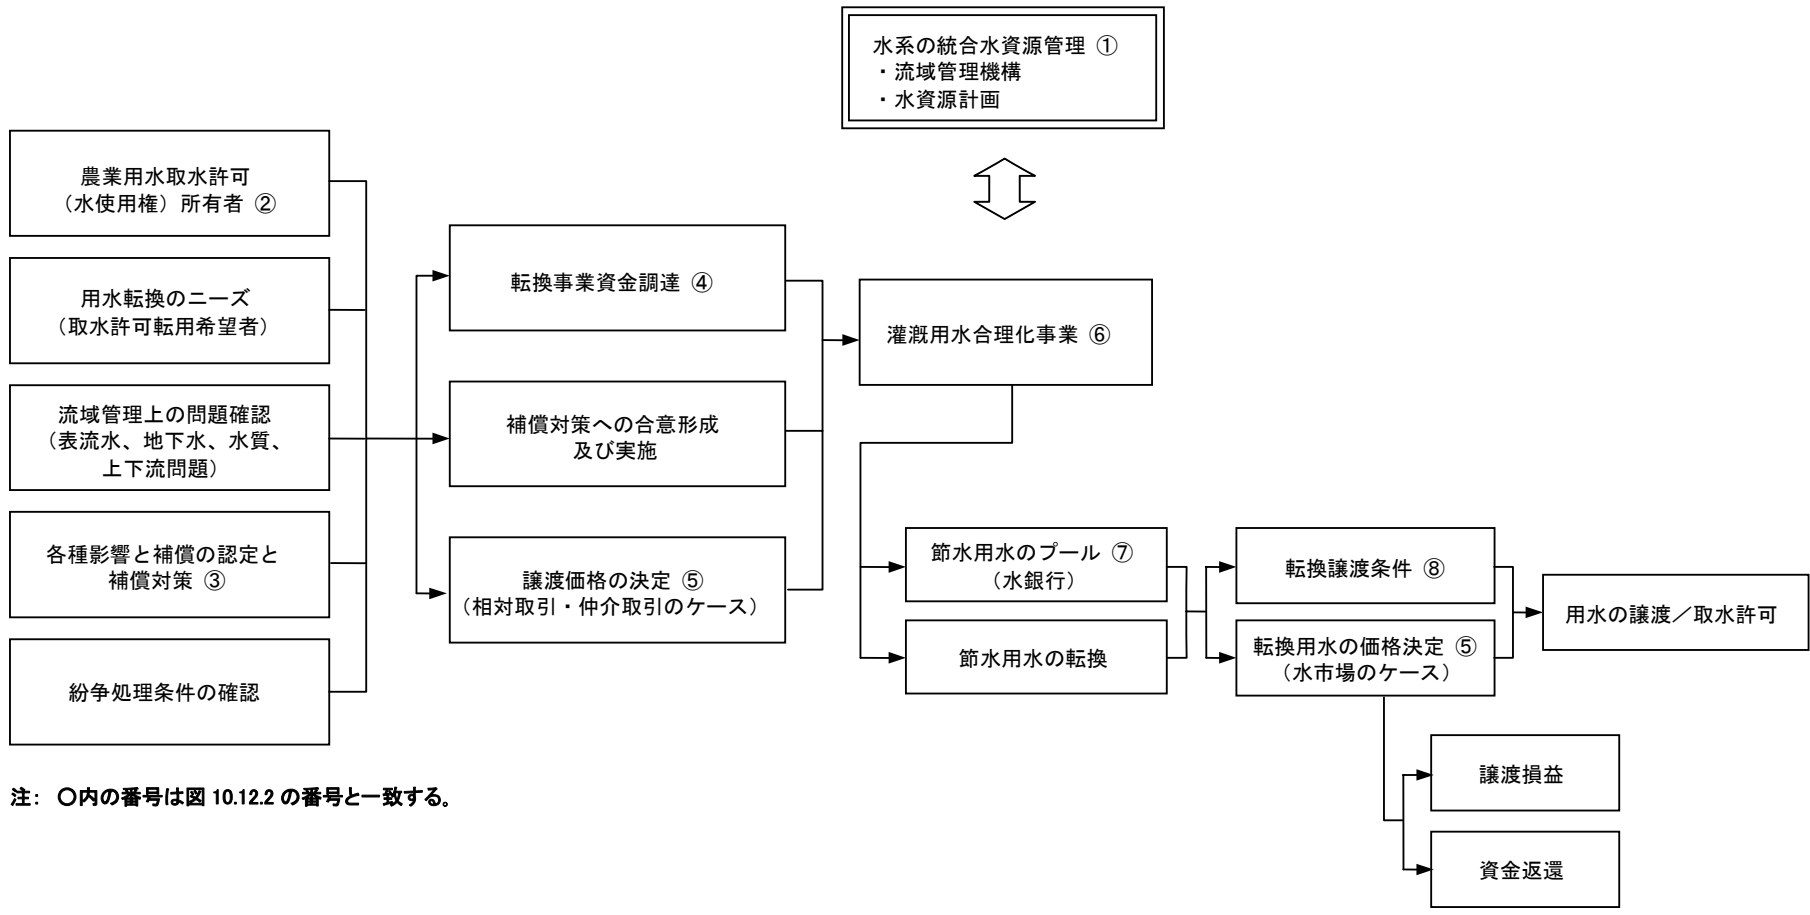 水系の統合水資源管理 ①
・流域管理機構
・水資源計画
農業用水取水許可
（水使用権）所有者 ②
用水転換のニーズ
（取水許可転用希望者）
流域管理上の問題確認
（表流水、地下水、水質、
上下流問題）
各種影響と補償の認定と
補償対策 ③
紛争処理条件の確認
転換事業資金調達 ④
補償対策への合意形成
及び実施
譲渡価格の決定 ⑤
（相対取引・仲介取引のケース）
灌漑用水合理化事業 ⑥
節水用水のプール ⑦
（水銀行）
節水用水の転換
転換譲渡条件 ⑧
転換用水の価格決定 ⑤
（水市場のケース）
用水の譲渡／取水許可
譲渡損益
資金返還
注： 〇内の番号は図 10.12.2 の番号と一致する。